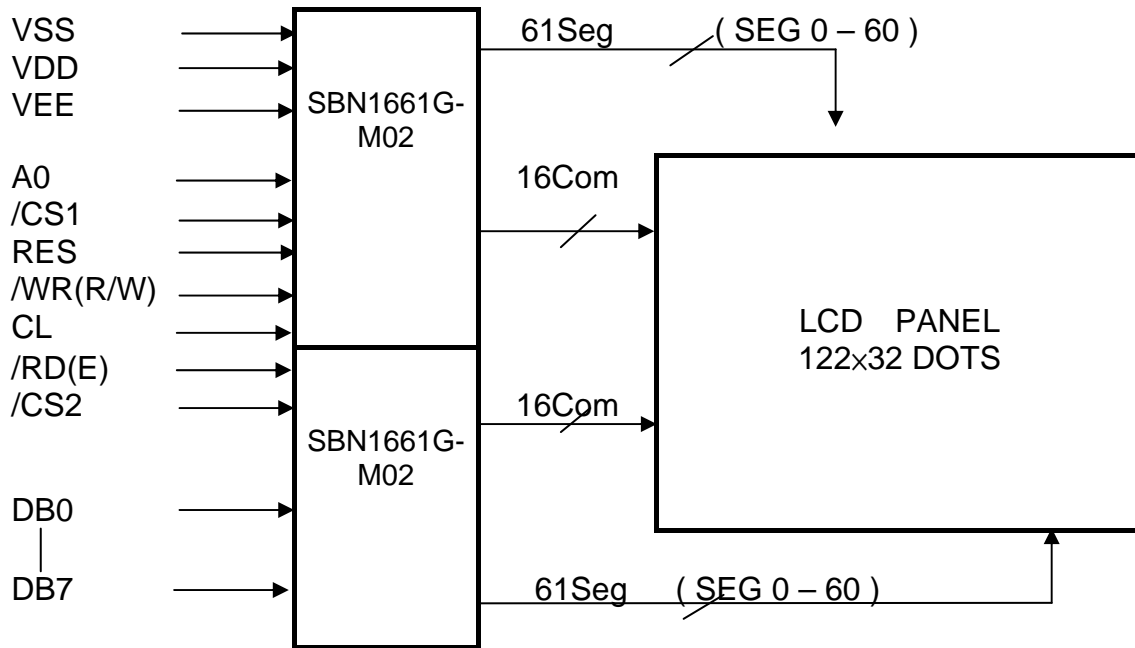 VSS
VDD
VEE
A0
/CS1
RES
/WR(R/W)
CL
/RD(E)
/CS2
DB0
DB7
SBN1661G-
M02
SBN1661G-
M02
61Seg ( SEG 0 – 60 )
16Com
16Com
61Seg ( SEG 0 – 60 )
LCD PANEL
122×32 DOTS